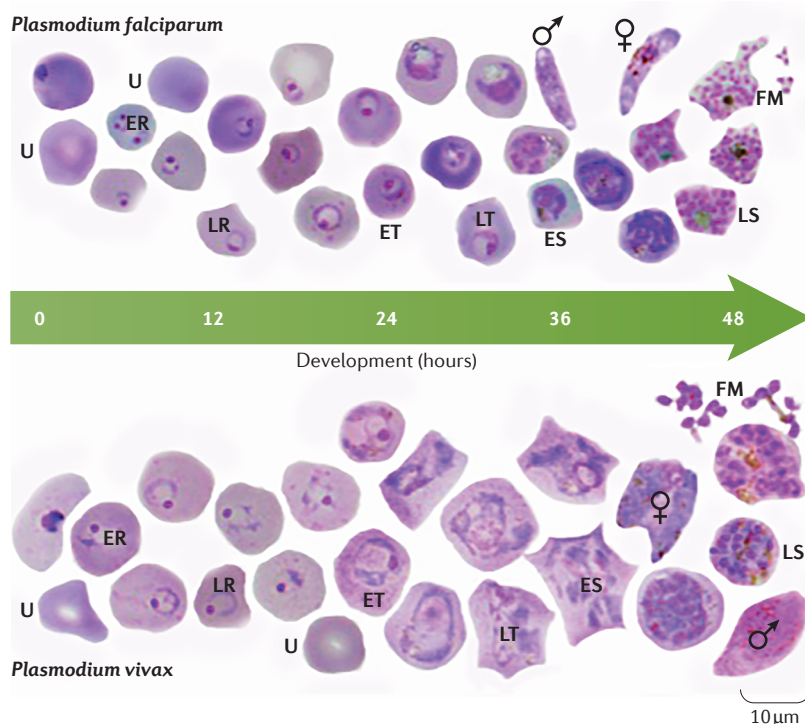 Plasmodium falciparum
♂ ♀
U
FM
ER
U
LR
ET
LT
ES
LS
0 12 24 36 48
Development (hours)
FM
♀
ER
LS
LR
ET
ES
U
U
LT
♂
Plasmodium vivax
10 µm